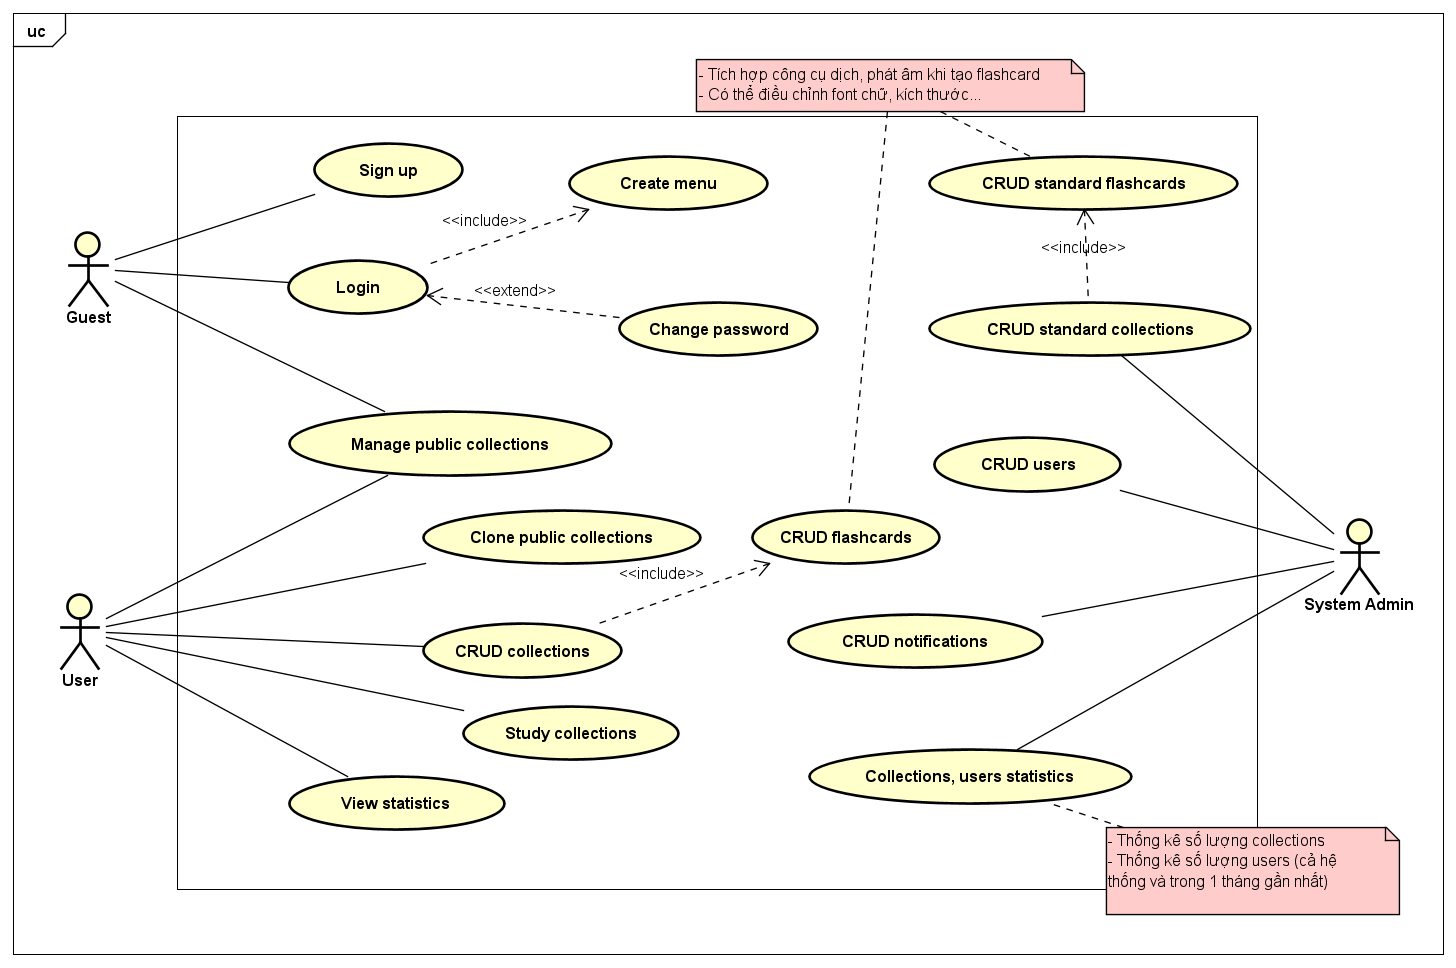 uc
- Tích hợp công cụ dịch, phát âm khi tạo flashcard
- Có thể điều chỉnh font chữ, kích thước...
Sign up
Create menu
CRUD standard flashcards
<<include>>
<<include>>
Login
<<extend>>
Guest
Change password
CRUD standard collections
Manage public collections
CRUD users
Clone public collections
CRUD flashcards
<<include>>
System Admin
CRUD collections
CRUD notifications
User
Study collections
Collections, users statistics
View statistics
- Thống kê số lượng collections
- Thống kê số lượng users (cả hệ
thống và trong 1 tháng gần nhất)